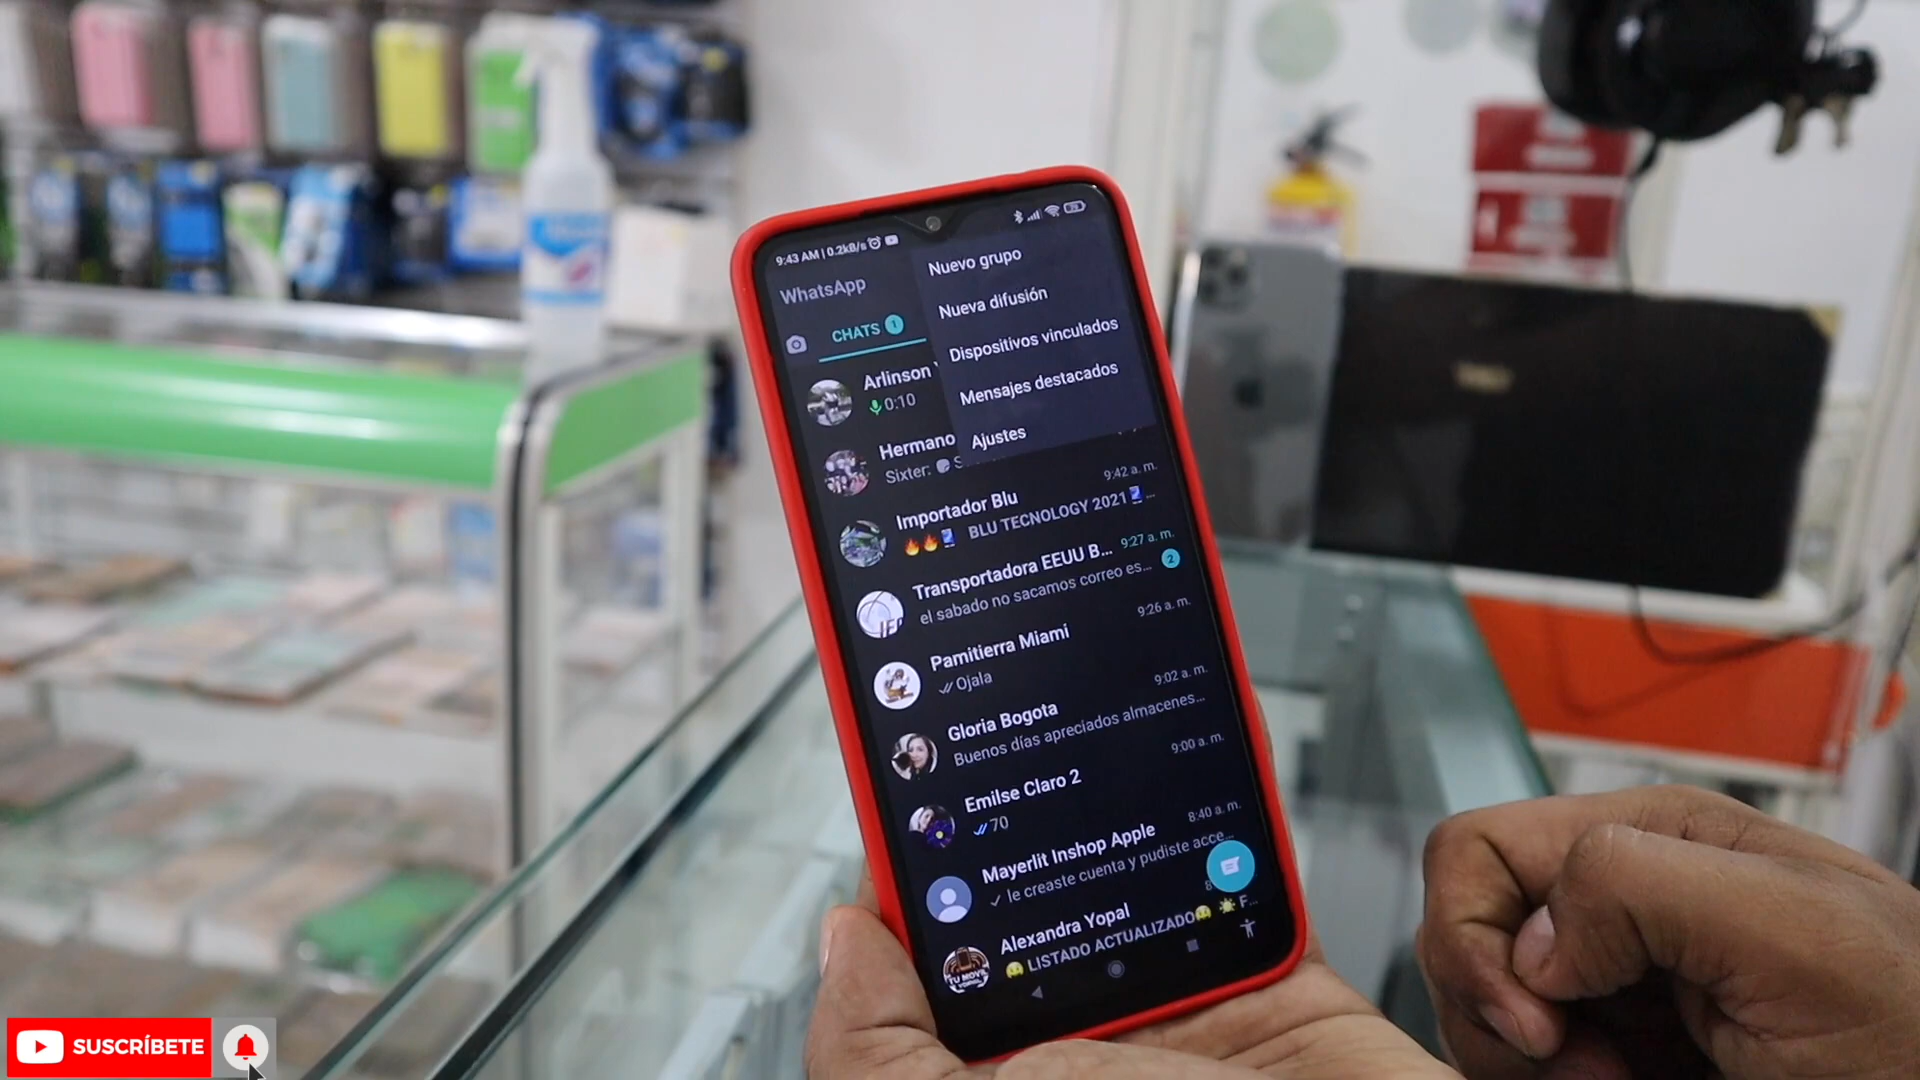 9:43 AM | 0.2kB/s
WhatsApp
Nuevo grupo
Nueva difusión
Dispositivos vinculados
Mensajes destacados
Ajustes
CHATS 1
Arlinson
0:10
Hermano
Sixter:
Importador Blu
9:42 a. m.
🔥🔥📱 BLU TECNOLOGY 2021📱...
Transportadora EEUU B...
9:27 a. m.
el sabado no sacamos correo es...
2
Pamitierra Miami
9:26 a. m.
Ojala
Gloria Bogota
9:02 a. m.
Buenos días apreciados almacenes...
Emilse Claro 2
9:00 a. m.
70
Mayerlit Inshop Apple
8:40 a. m.
le creaste cuenta y pudiste acce...
Alexandra Yopal
8
🤑 LISTADO ACTUALIZADO🤑 ☀️ F...
TU MOVIL
SUSCRÍBETE